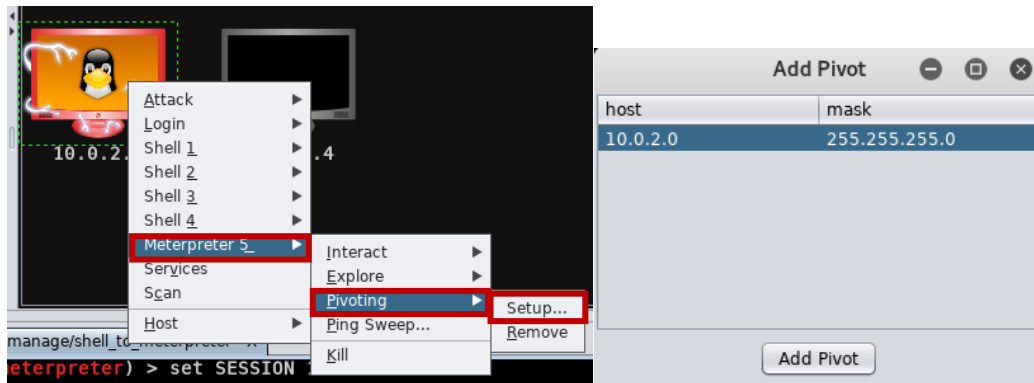 10.0.2.
.4
Attack
Login
Shell 1
Shell 2
Shell 3
Shell 4
Meterpreter 5
Services
Scan
Host
Interact
Explore
Pivoting
Ping Sweep...
Kill
Setup...
Remove
manage/shell_to_meterpreter X
eterpreter) > set SESSION
Add Pivot
host mask
10.0.2.0 255.255.255.0
Add Pivot